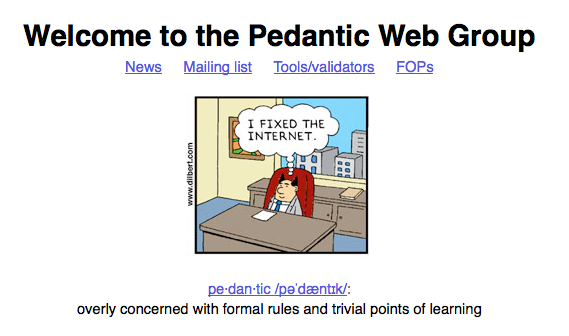 Welcome to the Pedantic Web Group
News Mailing list Tools/validators FOPs
I FIXED THE
INTERNET.
www.dilbert.com
pe·dan·tic /pəˈdæntɪk/:
overly concerned with formal rules and trivial points of learning